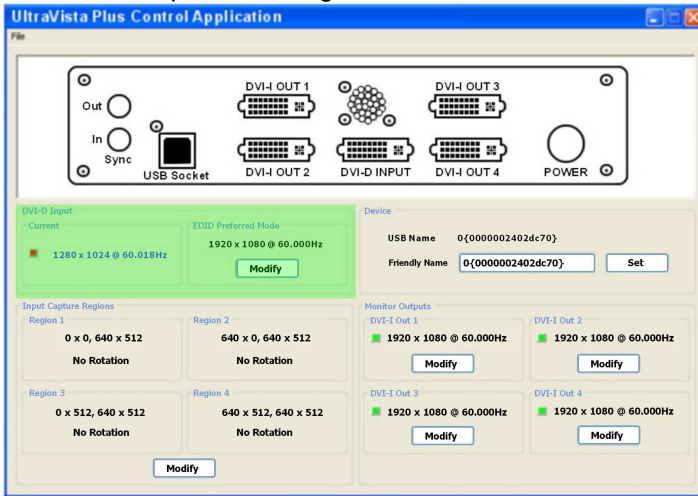 UltraVista Plus Control Application
File
DVI-I OUT 1
DVI-I OUT 3
Out
In
Sync
USB Socket
DVI-I OUT 2
DVI-D INPUT
DVI-I OUT 4
POWER
DVI-D Input
Current
1280 x 1024 @ 60.018Hz
EDID Preferred Mode
1920 x 1080 @ 60.000Hz
Modify
Device
USB Name 0{0000002402dc70}
Friendly Name 0{0000002402dc70} Set
Input Capture Regions
Region 1
0 x 0, 640 x 512
No Rotation
Region 2
640 x 0, 640 x 512
No Rotation
Region 3
0 x 512, 640 x 512
No Rotation
Region 4
640 x 512, 640 x 512
No Rotation
Modify
Monitor Outputs
DVI-I Out 1
1920 x 1080 @ 60.000Hz
Modify
DVI-I Out 2
1920 x 1080 @ 60.000Hz
Modify
DVI-I Out 3
1920 x 1080 @ 60.000Hz
Modify
DVI-I Out 4
1920 x 1080 @ 60.000Hz
Modify